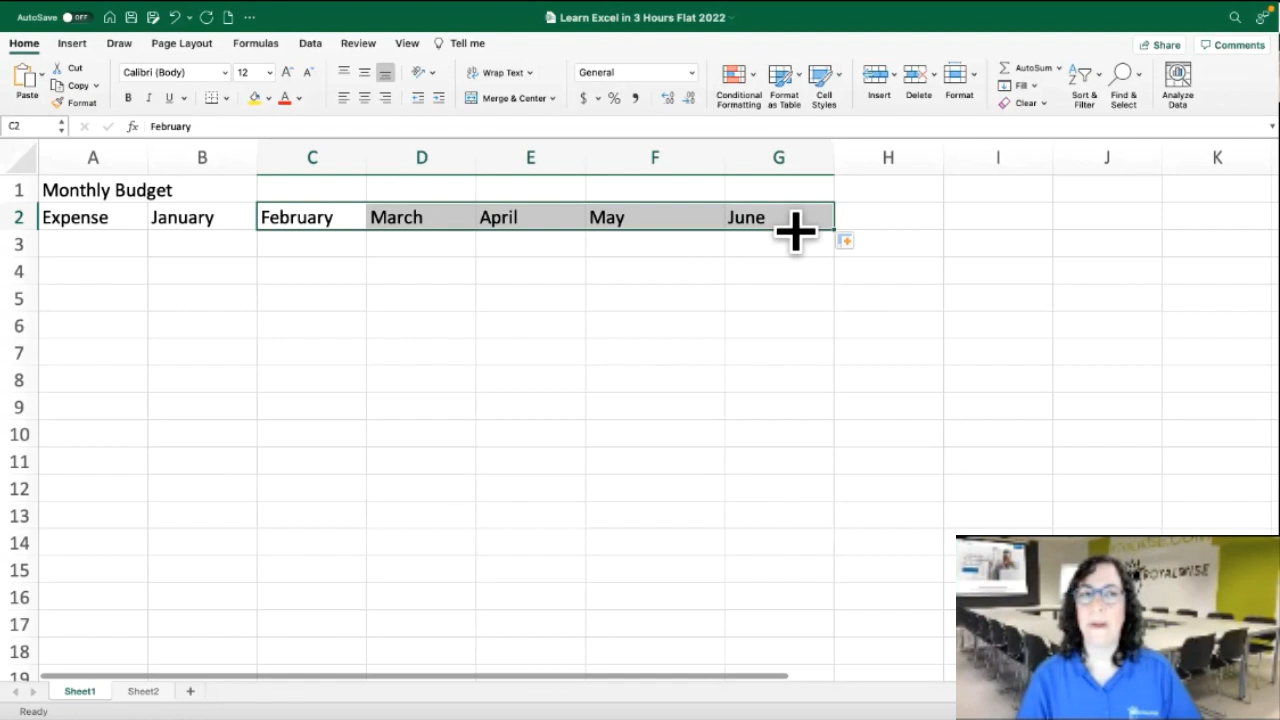 AutoSave OFF
Learn Excel in 3 Hours Flat 2022
Home Insert Draw Page Layout Formulas Data Review View Tell me
Share Comments
Paste Cut Copy Format
Calibri (Body) 12
B I U A
Wrap Text
Merge & Center
General
$ % ,
Conditional Formatting
Format as Table
Cell Styles
Insert Delete Format
AutoSum
Fill
Clear
Sort & Filter
Find & Select
Analyze Data
C2 fx February
A B C D E F G H I J K
1 Monthly Budget
2 Expense January February March April May June
3
4
5
6
7
8
9
10
11
12
13
14
15
16
17
18
19
ROYALWISE
Sheet1 Sheet2 +
Ready